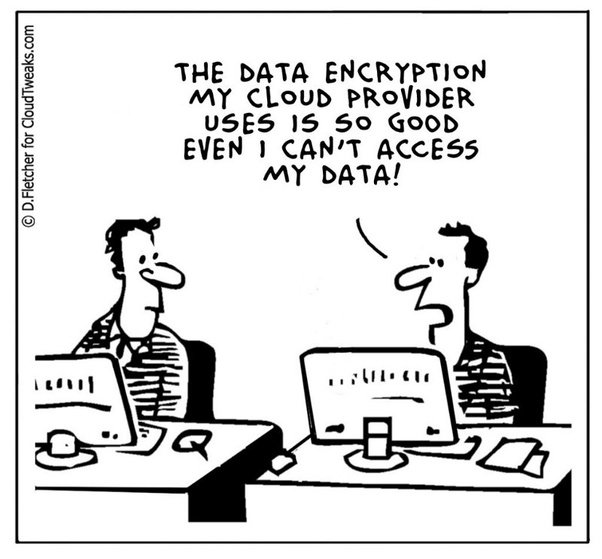 © D.Fletcher for CloudTweaks.com
THE DATA ENCRYPTION
MY CLOUD PROVIDER
USES IS SO GOOD
EVEN I CAN'T ACCESS
MY DATA!